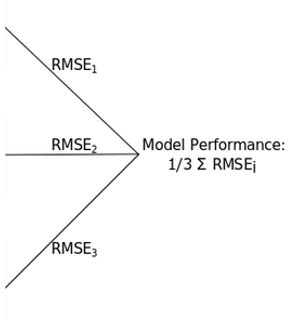 RMSE₁
RMSE₂
Model Performance:
1/3 Σ RMSEᵢ
RMSE₃